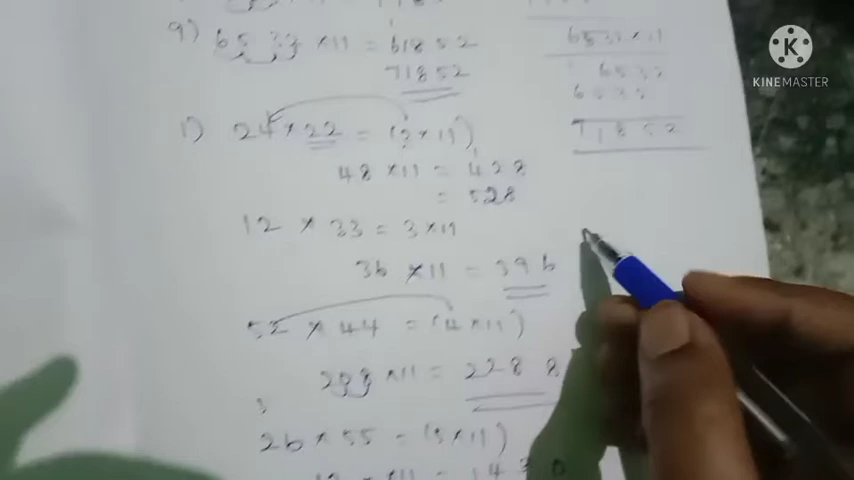 9) 6533 ×11 = 61852
71852
6533×11
6533
6533
71852
1) 24 × 22 = (2 × 11)
48 ×11 = 428
= 528
12 × 33 = 3×11
36 ×11 = 396
52 × 44 = (4×11)
208 ×11 = 2288
26 × 55 = (5×11)
KINEMASTER